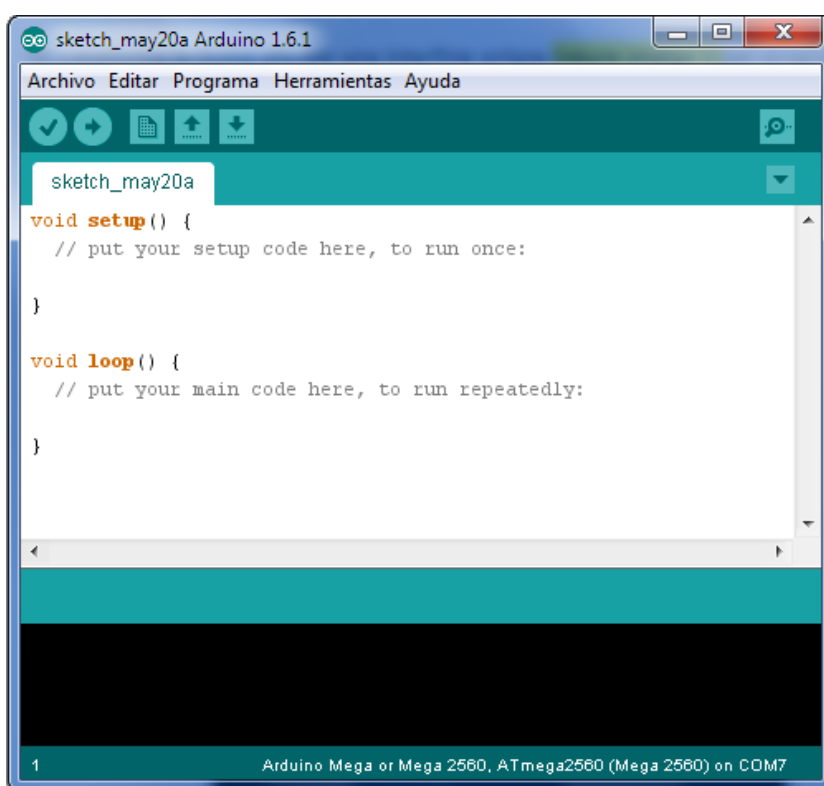 sketch_may20a Arduino 1.6.1
Archivo Editar Programa Herramientas Ayuda
sketch_may20a
void setup() {
  // put your setup code here, to run once:
}
void loop() {
  // put your main code here, to run repeatedly:
}
1 Arduino Mega or Mega 2560, ATmega2560 (Mega 2560) on COM7